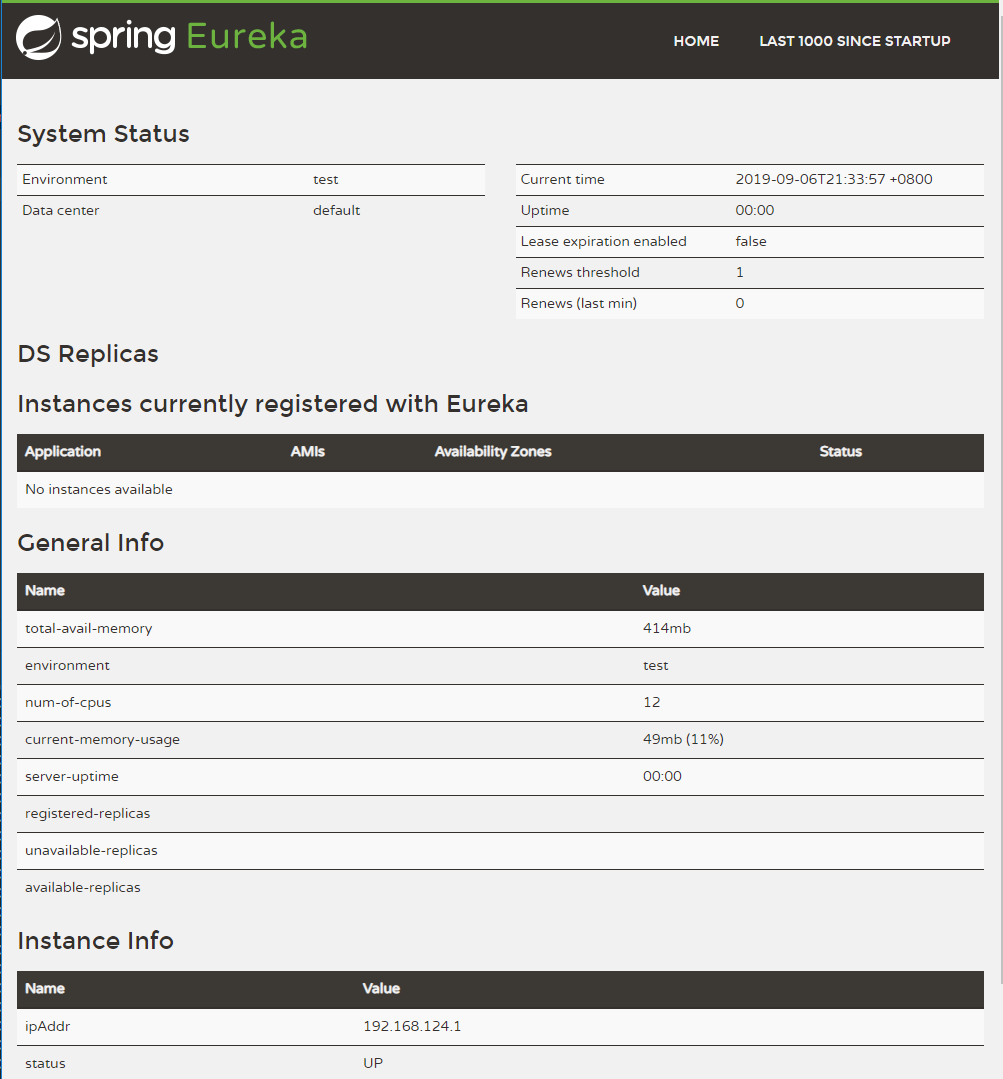 spring Eureka
HOME LAST 1000 SINCE STARTUP
System Status
Environment test
Data center default
Current time 2019-09-06T21:33:57 +0800
Uptime 00:00
Lease expiration enabled false
Renews threshold 1
Renews (last min) 0
DS Replicas
Instances currently registered with Eureka
Application AMIs Availability Zones Status
No instances available
General Info
Name Value
total-avail-memory 414mb
environment test
num-of-cpus 12
current-memory-usage 49mb (11%)
server-uptime 00:00
registered-replicas
unavailable-replicas
available-replicas
Instance Info
Name Value
ipAddr 192.168.124.1
status UP